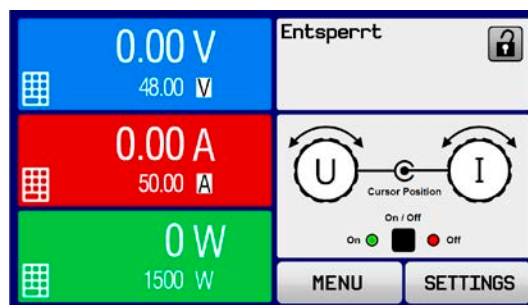 0.00 V
48.00 V
0.00 A
50.00 A
0 W
1500 W
Entsperrt
U
I
Cursor Position
On / Off
On
Off
MENU
SETTINGS